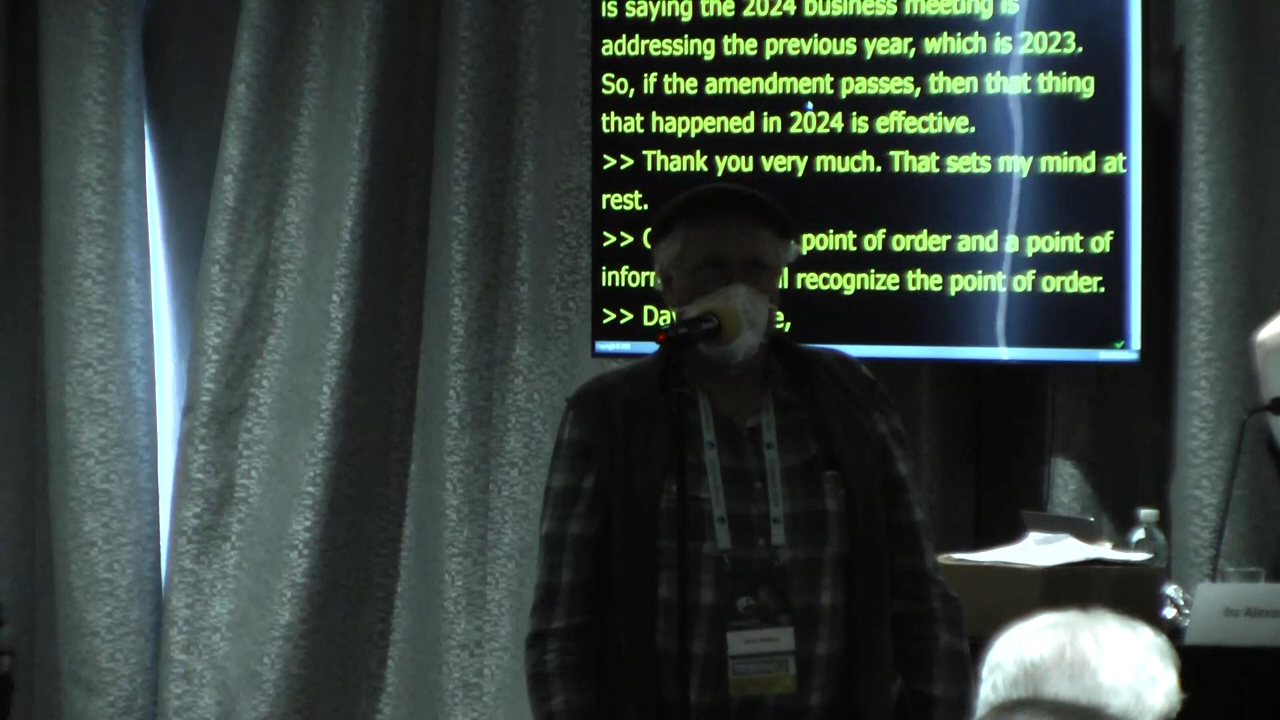 is saying the 2024 business meeting is
addressing the previous year, which is 2023.
So, if the amendment passes, then that thing
that happened in 2024 is effective.
>> Thank you very much. That sets my mind at
rest.
>> point of order and a point of
recognize the point of order.
>>